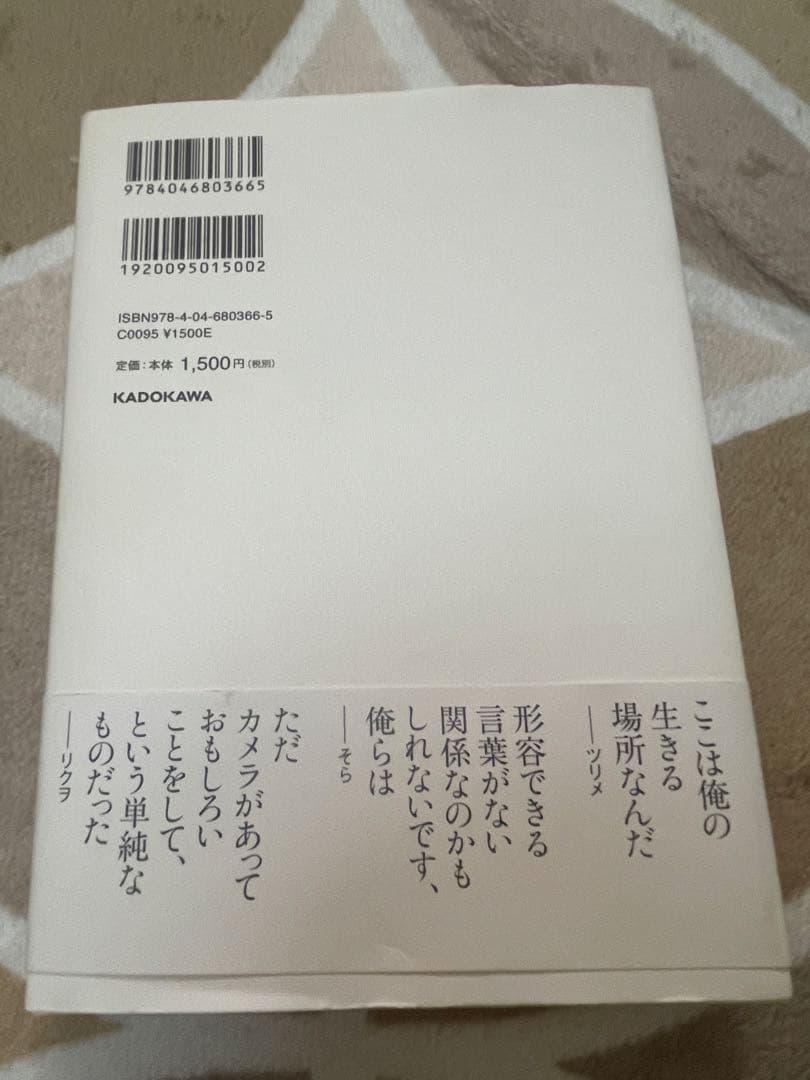 9784046803665
1920095015002
ISBN978-4-04-680366-5
C0095 ¥1500E
定価:本体 1,500円(税別)
KADOKAWA
ここは俺の
生きる
場所なんだ
──ツリメ
形容できる
言葉がない
関係なのかも
しれないです、
俺らは
──そら
ただ
カメラがあって
おもしろい
ことをして、
という単純な
ものだった
──リクヲ